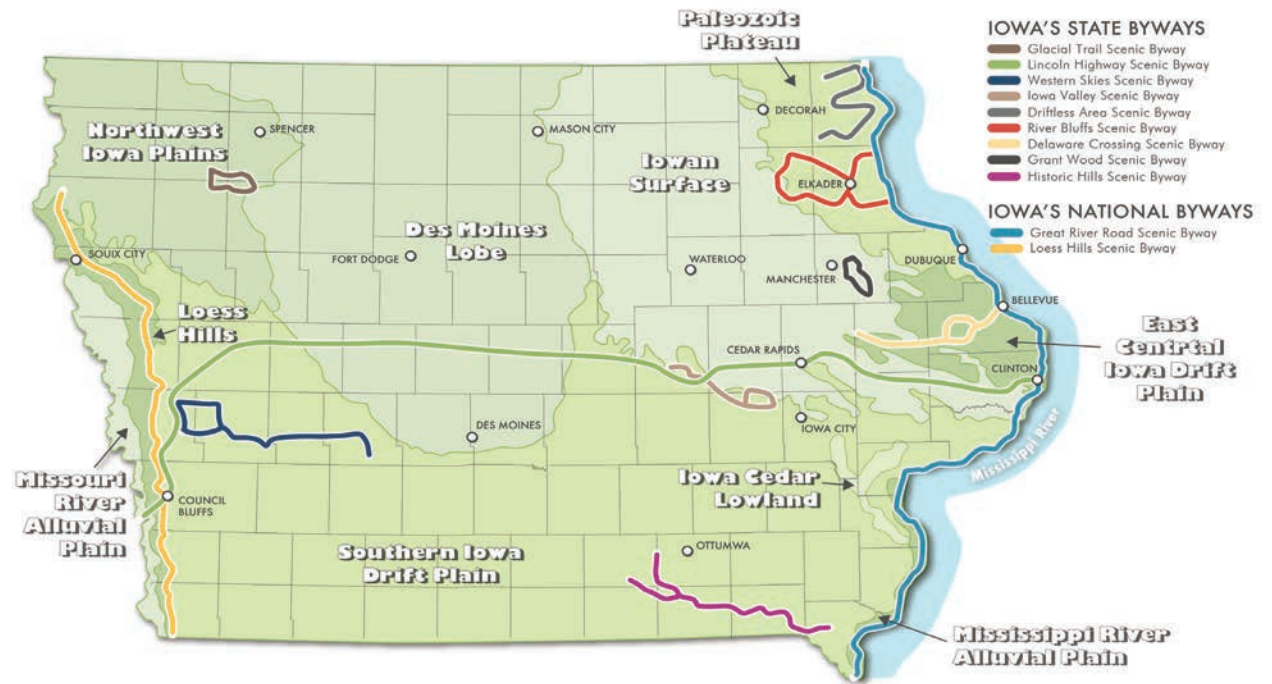 Paleozoic
Plateau
IOWA'S STATE BYWAYS
Glacial Trail Scenic Byway
Lincoln Highway Scenic Byway
Western Skies Scenic Byway
Iowa Valley Scenic Byway
Driftless Area Scenic Byway
River Bluffs Scenic Byway
Delaware Crossing Scenic Byway
Grant Wood Scenic Byway
Historic Hills Scenic Byway
IOWA'S NATIONAL BYWAYS
Great River Road Scenic Byway
Loess Hills Scenic Byway
DECORAH
Northwest
Iowa Plains
SPENCER
MASON CITY
Iowan
Surface
ELKADER
Des Moines
Lobe
SOUIX CITY
FORT DODGE
WATERLOO
MANCHESTER
DUBUQUE
BELLEVUE
Loess
Hills
East
Centrtal
Iowa Drift
Plain
CEDAR RAPIDS
CLINTON
DES MOINES
IOWA CITY
Mississippi River
Missouri
River
Alluvial
Plain
COUNCIL
BLUFFS
Iowa Cedar
Lowland
Southern Iowa
Drift Plain
OTTUMWA
Mississippi River
Alluvial Plain